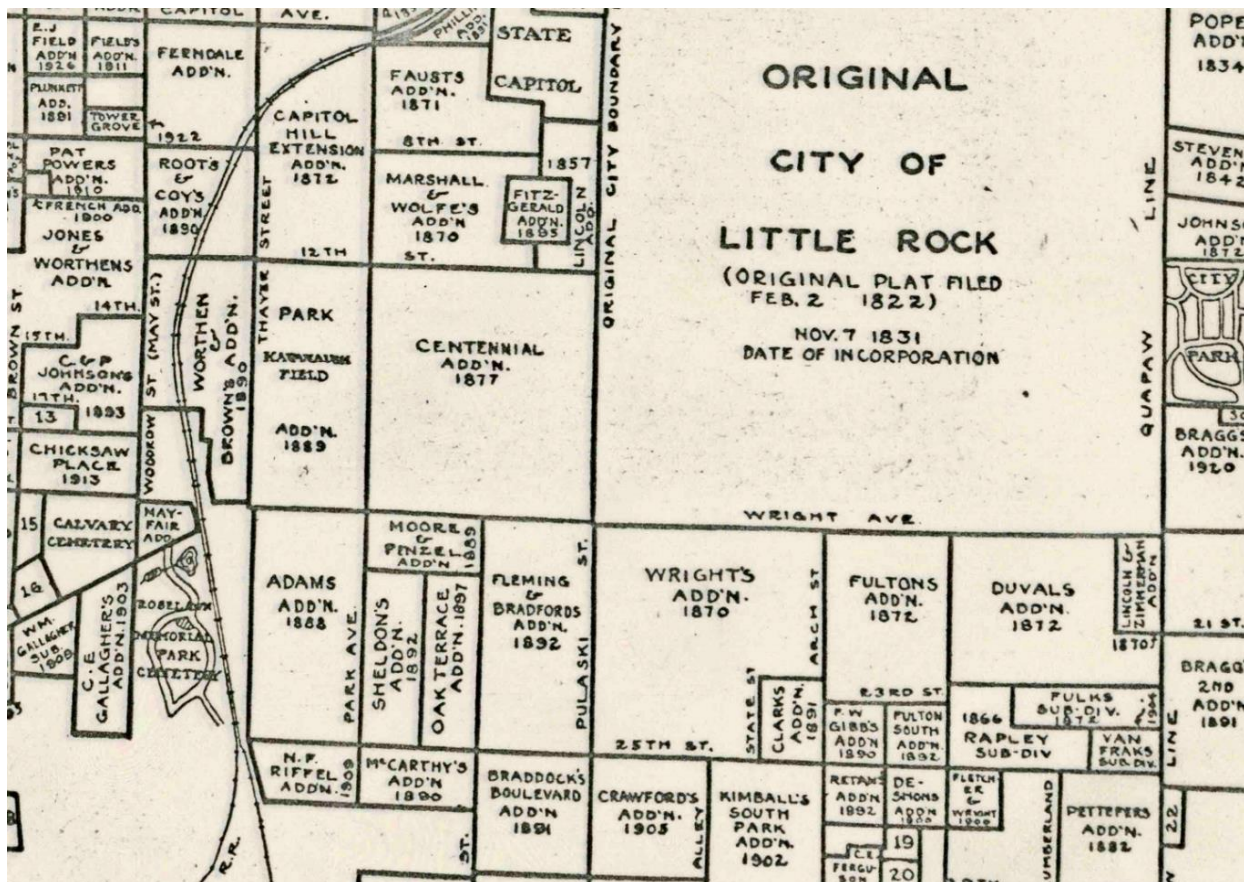 CAPITOL
AVE.
E.J
FIELD
ADD'N
1926
FIELD'S
ADD'N.
1911
FERNDALE
ADD'N.
PLUNKETT
ADD.
1891
TOWER
GROVE
1922
CAPITOL
HILL
EXTENSION
ADD'N.
1872
FAUSTS
ADD'N.
1871
STATE
CAPITOL
8TH ST.
PAT
POWERS
ADD'N.
1910
ROOT'S
&
COY'S
ADD'N
1890
MARSHALL
&
WOLFE'S
ADD'N
1870
1857
FITZ-
GERALD
ADD'N.
1895
LINCOLN
ADD.
FRENCH ADD.
1900
JONES
&
WORTHENS
ADD'N
14TH.
12TH
ST.
THAYER STREET
ORIGINAL CITY BOUNDARY
ORIGINAL
CITY OF
LITTLE ROCK
(ORIGINAL PLAT FILED
FEB. 2 1822)
NOV. 7 1831
DATE OF INCORPORATION
QUAPAW LINE
POPE
ADD'N
1834
STEVEN
ADD'N
1842
JOHNSO
ADD'N
1872
CITY
PARK
BRAGGS
ADD'N.
1920
BROWN ST
15TH.
C. & P
JOHNSON'S
ADD'N.
17TH.
1893
13
WOODROW ST (MAY ST.)
WORTHEN
&
BROWN'S ADD'N.
1890
PARK
FIELD
ADD'N.
1889
CENTENNIAL
ADD'N.
1877
CHICKSAW
PLACE
1913
15
CALVARY
CEMETERY
MAY-
FAIR
ADD.
16
WM.
GALLAGHER
SUB.
1908
C. E.
GALLAGHER'S
ADD'N. 1903
ROSELAWN
MEMORIAL
PARK
CEMETERY
ADAMS
ADD'N.
1888
PARK AVE.
MOORE
&
PENZEL
ADD'N
1889
SHELDON'S
ADD'N.
1892
OAK TERRACE
ADD'N. 1897
FLEMING
&
BRADFORDS
ADD'N.
1892
PULASKI ST.
WRIGHT AVE.
WRIGHT'S
ADD'N.
1870
ARCH ST
FULTONS
ADD'N.
1872
DUVALS
ADD'N.
1872
LINCOLN &
ZIMMERMAN
ADD'N
1870
21 ST.
BRAGG'
2ND
ADD'N
1891
LINE
23RD ST.
STATE ST
CLARKS
ADD'N.
1891
25TH ST.
F. W
GIBB'S
ADD'N
1890
FULTON
SOUTH
ADD'N.
1892
1866
RAPLEY
SUB-DIV
FULKS
SUB-DIV.
1872
VAN
FRAKS
SUB.DIV.
N. F.
RIFFEL
ADD'N.
1909
McCARTHY'S
ADD'N
1890
BRADDOCK'S
BOULEVARD
ADD'N
1891
CRAWFORD'S
ADD'N.
1905
ALLEY
KIMBALL'S
SOUTH
PARK
ADD'N.
1902
ADD'N
1892
DE-
SMONS
ADD'N
FLETCH
ER
&
WRIGHT
UMBERLAND
PETTEFERS
ADD'N.
1882
22
19
20
C.E.
FERGU-
SON
ST.
R.R.